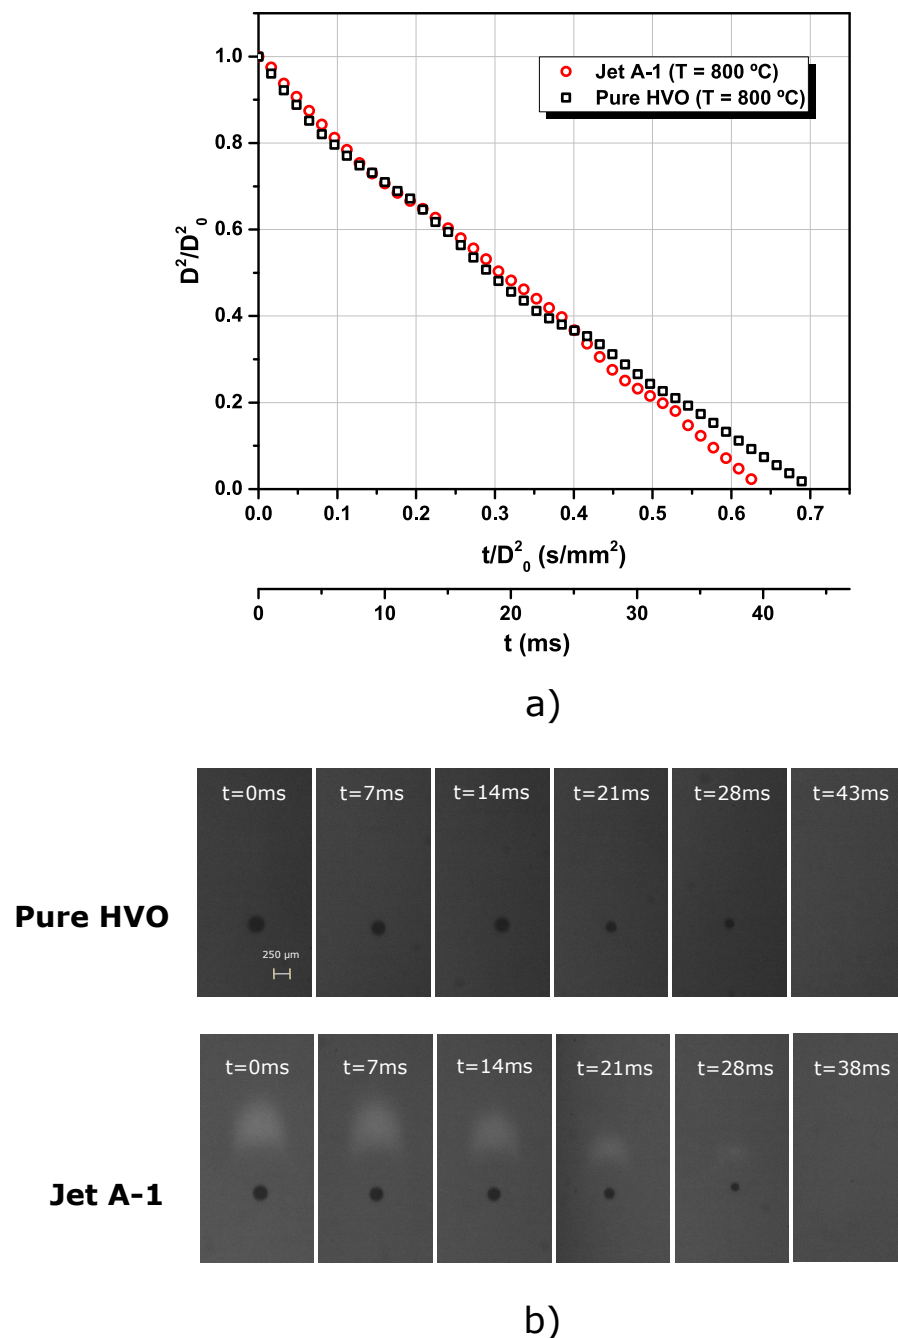 1.0
0.8
0.6
0.4
0.2
0.0
D²/D²₀
Jet A-1 (T = 800 ºC)
Pure HVO (T = 800 ºC)
0.0 0.1 0.2 0.3 0.4 0.5 0.6 0.7
t/D²₀ (s/mm²)
0 10 20 30 40
t (ms)
a)
t=0ms t=7ms t=14ms t=21ms t=28ms t=43ms
Pure HVO
250 µm
t=0ms t=7ms t=14ms t=21ms t=28ms t=38ms
Jet A-1
b)